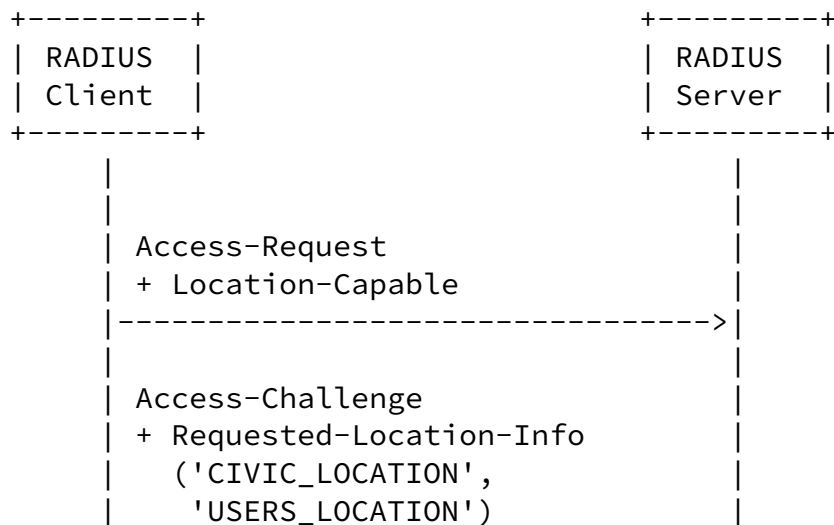 +---------+                        +---------+
| RADIUS  |                        | RADIUS  |
| Client  |                        | Server  |
+---------+                        +---------+
     |                                  |
     |                                  |
     | Access-Request                   |
     | + Location-Capable               |
     |--------------------------------->|
     |                                  |
     | Access-Challenge                 |
     | + Requested-Location-Info        |
     |   ('CIVIC_LOCATION',             |
     |    'USERS_LOCATION')             |